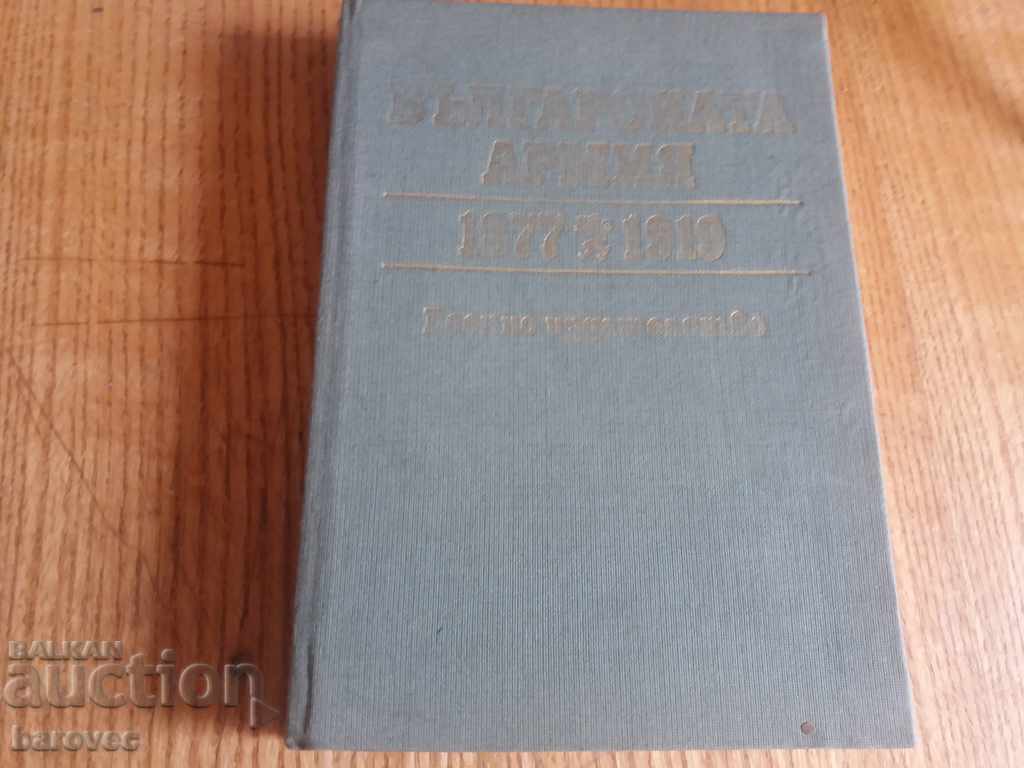 БЪЛГАРСКАТА
АРМИЯ
1877 1919
Военно издателство
BALKAN
auction
barovec